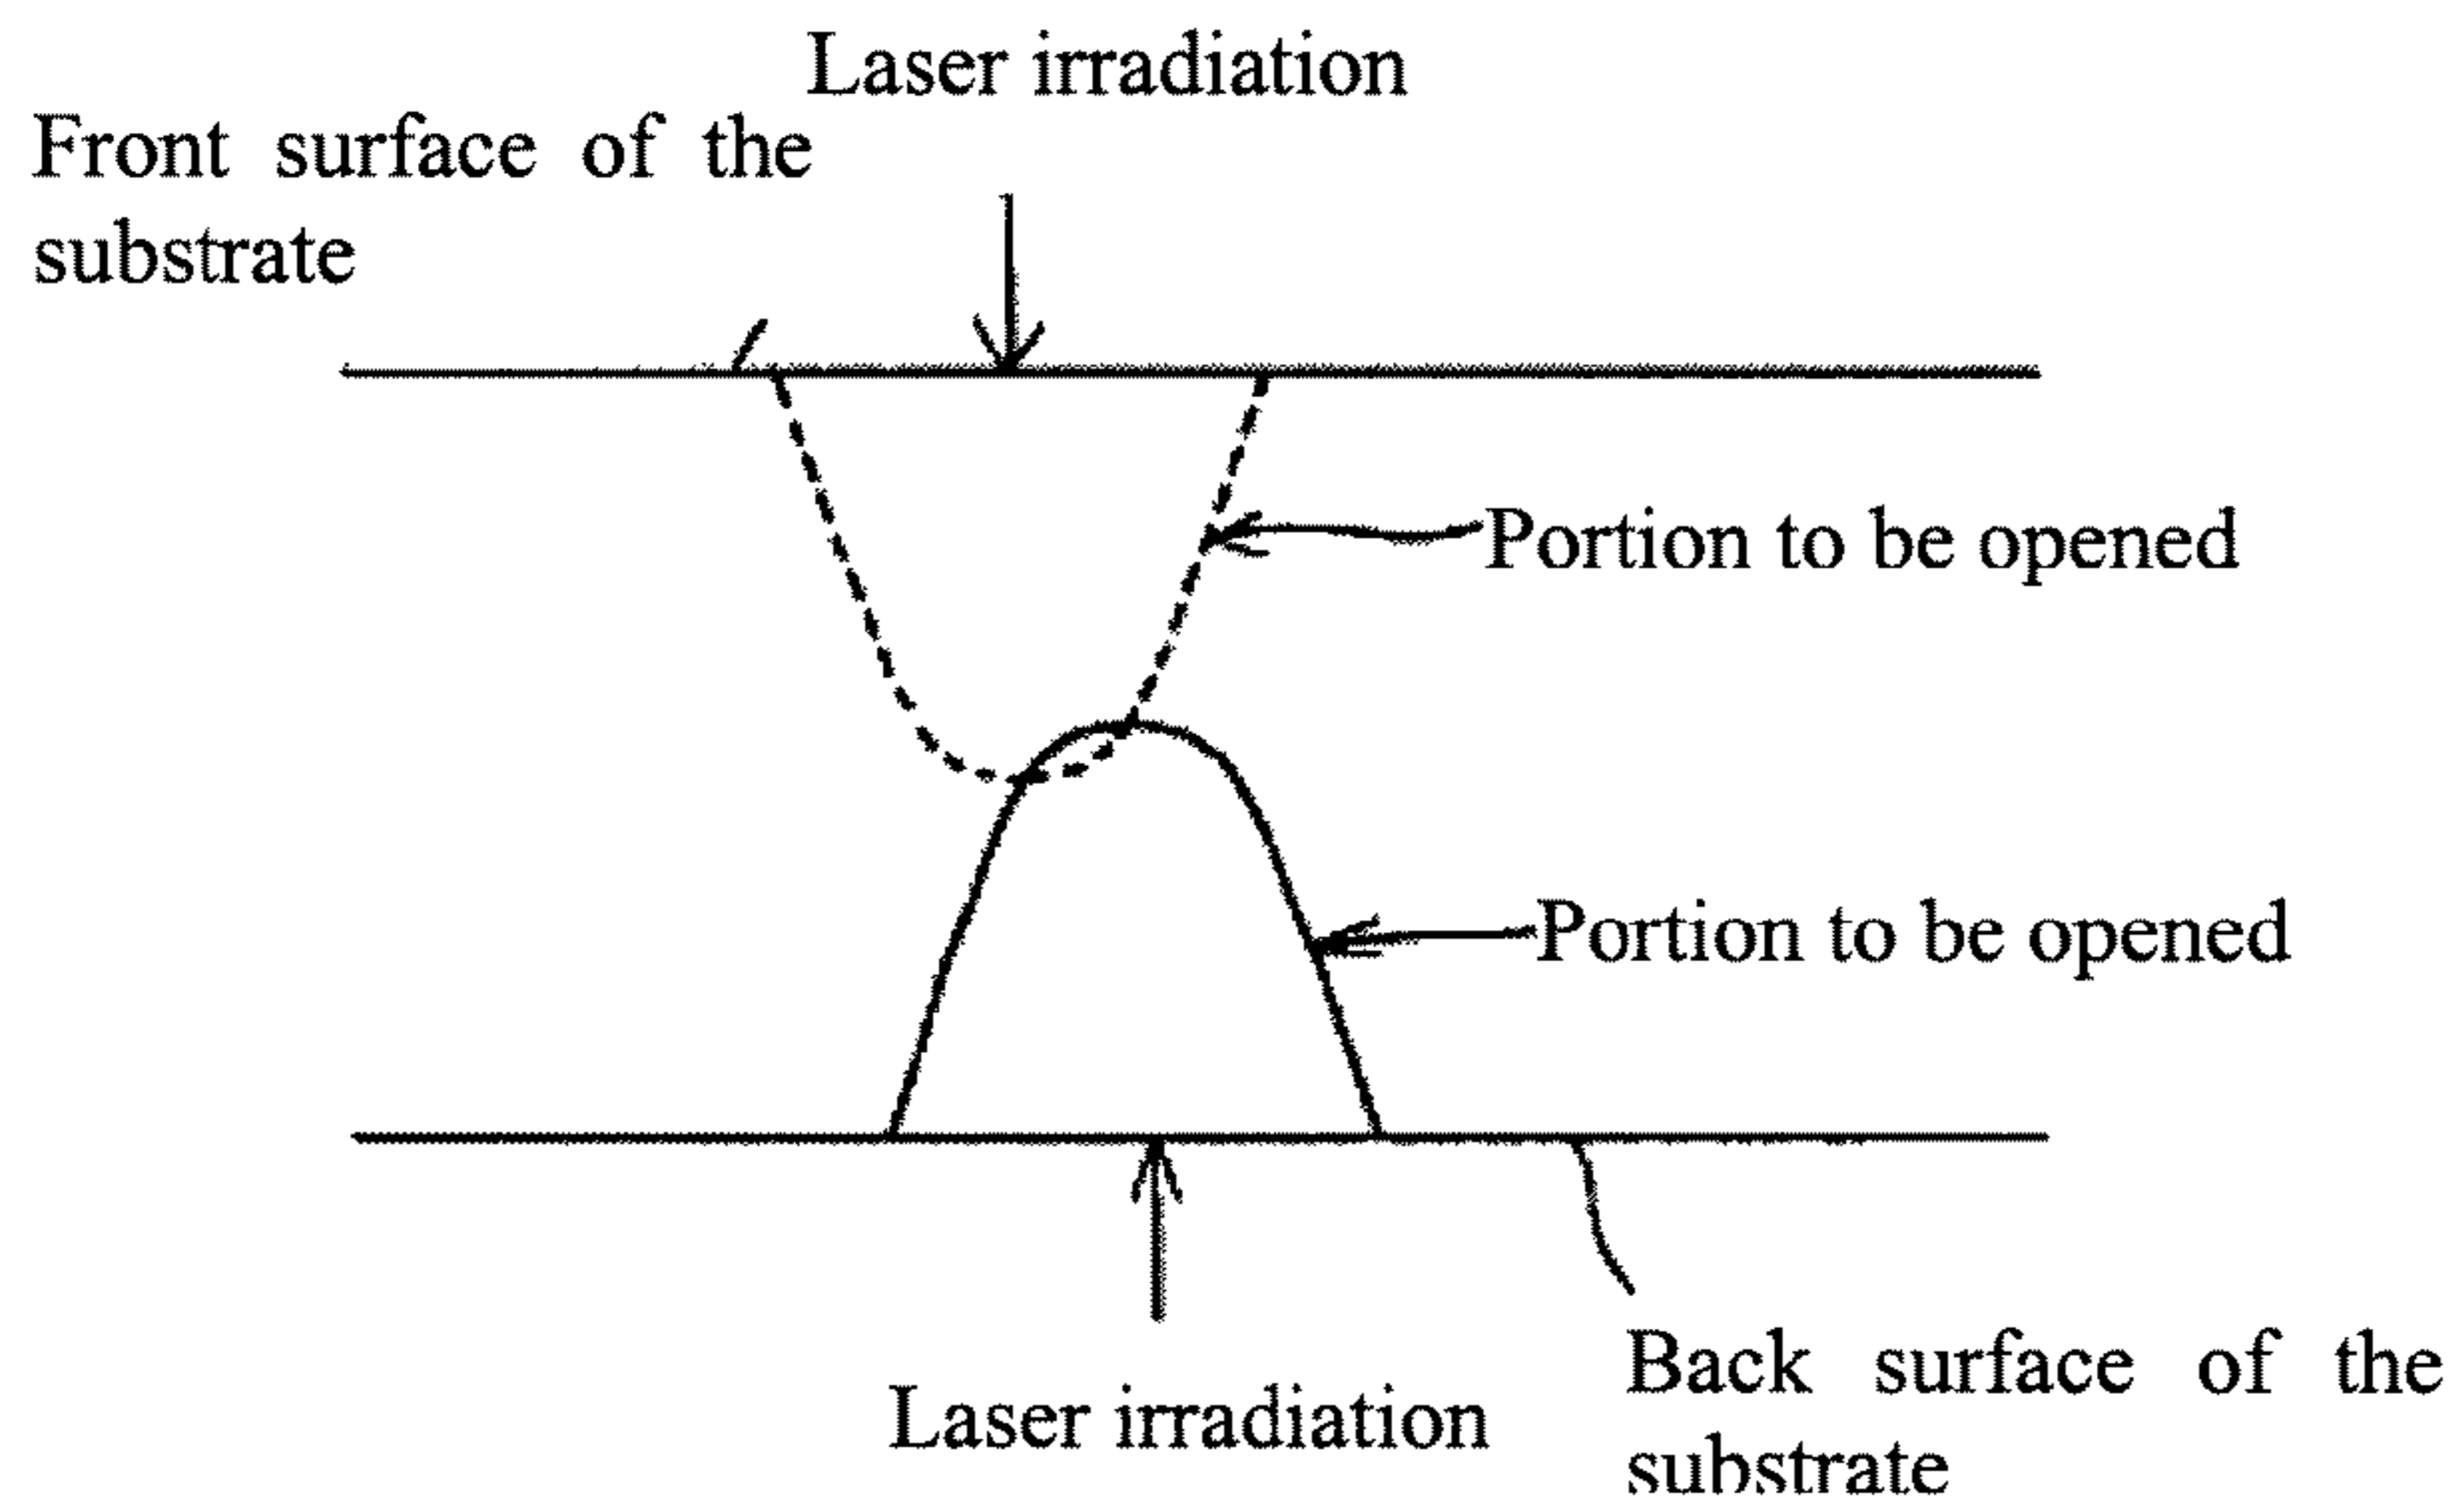 Laser irradiation
Front surface of the
substrate
Portion to be opened
Portion to be opened
Laser irradiation
Back surface of the
substrate